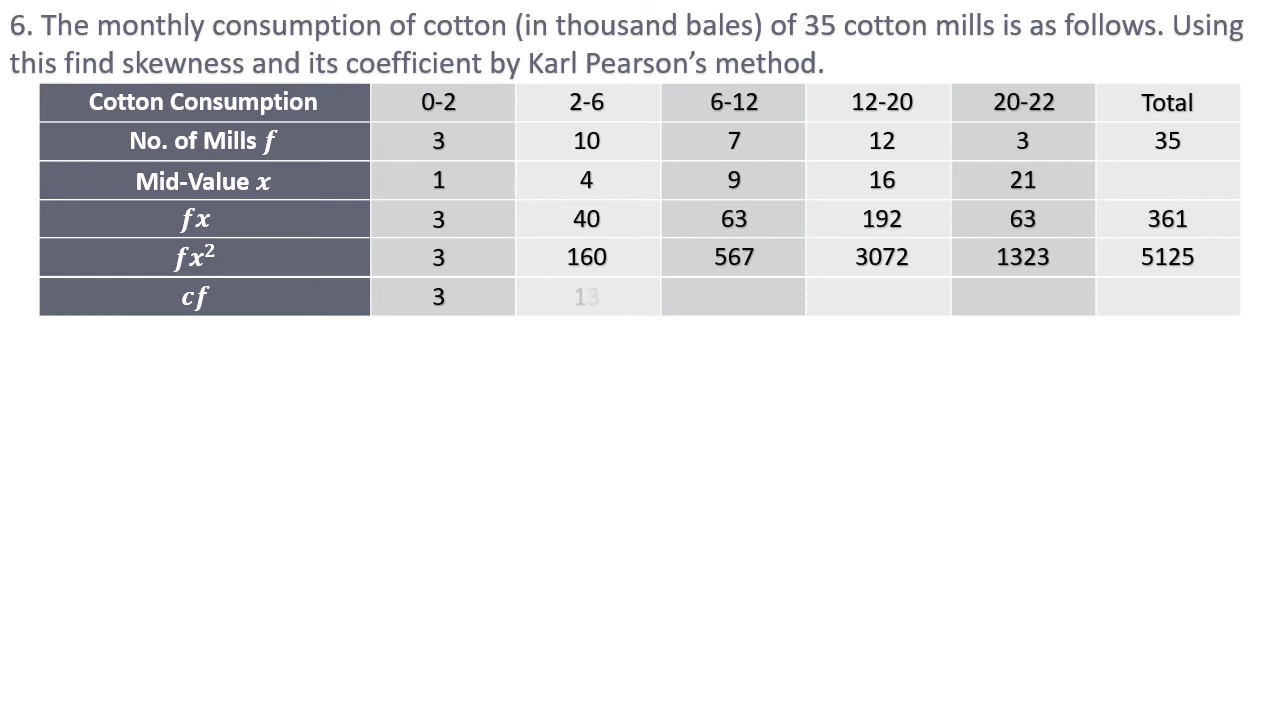 6. The monthly consumption of cotton (in thousand bales) of 35 cotton mills is as follows. Using
this find skewness and its coefficient by Karl Pearson’s method.
Cotton Consumption 0-2 2-6 6-12 12-20 20-22 Total
No. of Mills f 3 10 7 12 3 35
Mid-Value x 1 4 9 16 21
fx 3 40 63 192 63 361
fx² 3 160 567 3072 1323 5125
cf 3 13